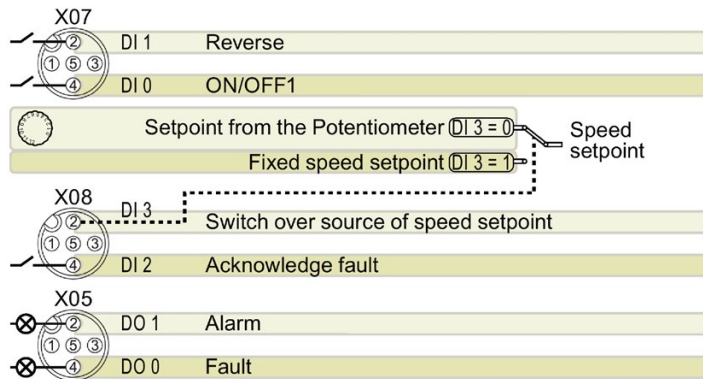 X07
② DI 1 Reverse
① ⑤ ③
④ DI 0 ON/OFF1
Setpoint from the Potentiometer DI 3 = 0
Speed
setpoint
Fixed speed setpoint DI 3 = 1
X08
DI 3
② Switch over source of speed setpoint
① ⑤ ③
④ DI 2 Acknowledge fault
X05
② DO 1 Alarm
① ⑤ ③
④ DO 0 Fault